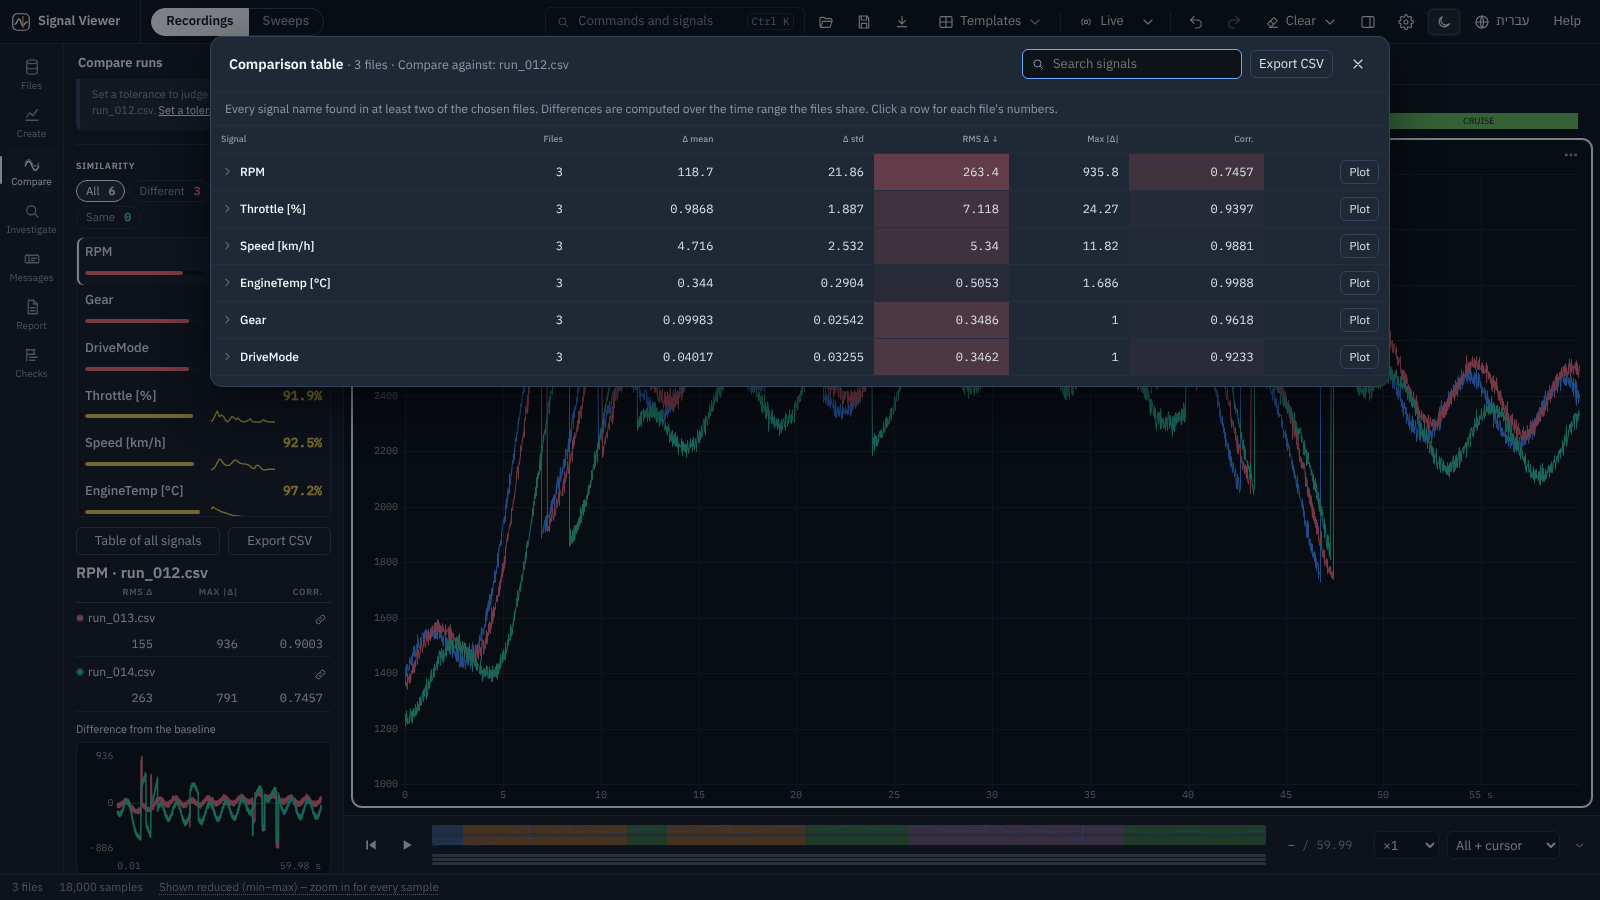 Signal Viewer
Recordings
Sweeps
Commands and signals
Ctrl K
Templates
Live
Clear
עברית
Help
Files
Create
Compare
Investigate
Messages
Report
Checks
Compare runs
Set a tolerance to judge
run_012.csv. Set a toler
SIMILARITY
All 6
Different 3
Same 0
RPM
Gear
DriveMode
Throttle [%] 91.9%
Speed [km/h] 92.5%
EngineTemp [°C] 97.2%
Table of all signals
Export CSV
RPM · run_012.csv
RMS Δ MAX |Δ| CORR.
run_013.csv
155 936 0.9003
run_014.csv
263 791 0.7457
Difference from the baseline
936
0
-886
0.01 59.98 s
Comparison table · 3 files · Compare against: run_012.csv
Search signals
Export CSV
Every signal name found in at least two of the chosen files. Differences are computed over the time range the files share. Click a row for each file's numbers.
Signal Files Δ mean Δ std RMS Δ ↓ Max |Δ| Corr.
RPM 3 118.7 21.86 263.4 935.8 0.7457 Plot
Throttle [%] 3 0.9868 1.887 7.118 24.27 0.9397 Plot
Speed [km/h] 3 4.716 2.532 5.34 11.82 0.9881 Plot
EngineTemp [°C] 3 0.344 0.2904 0.5053 1.686 0.9988 Plot
Gear 3 0.09983 0.02542 0.3486 1 0.9618 Plot
DriveMode 3 0.04017 0.03255 0.3462 1 0.9233 Plot
CRUISE
2400
2200
2000
1800
1600
1400
1200
1000
0 5 10 15 20 25 30 35 40 45 50 55 s
– / 59.99
×1
All + cursor
3 files
18,000 samples
Shown reduced (min–max) – zoom in for every sample